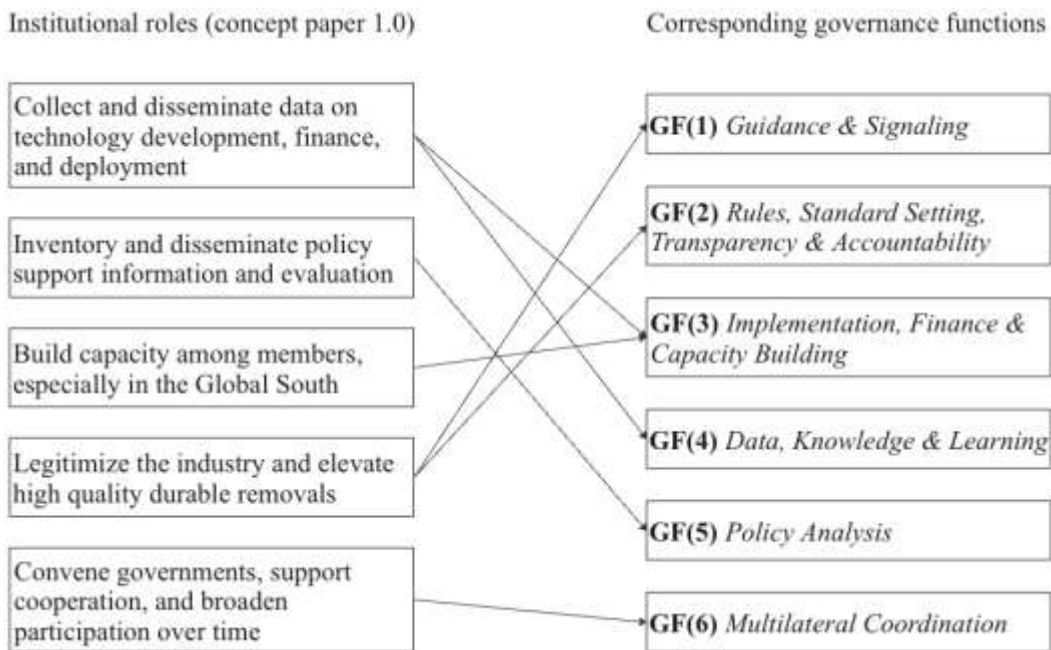 Institutional roles (concept paper 1.0)
Corresponding governance functions
Collect and disseminate data on
technology development, finance,
and deployment
Inventory and disseminate policy
support information and evaluation
Build capacity among members,
especially in the Global South
Legitimize the industry and elevate
high quality durable removals
Convene governments, support
cooperation, and broaden
participation over time
GF(1) Guidance & Signaling
GF(2) Rules, Standard Setting,
Transparency & Accountability
GF(3) Implementation, Finance &
Capacity Building
GF(4) Data, Knowledge & Learning
GF(5) Policy Analysis
GF(6) Multilateral Coordination